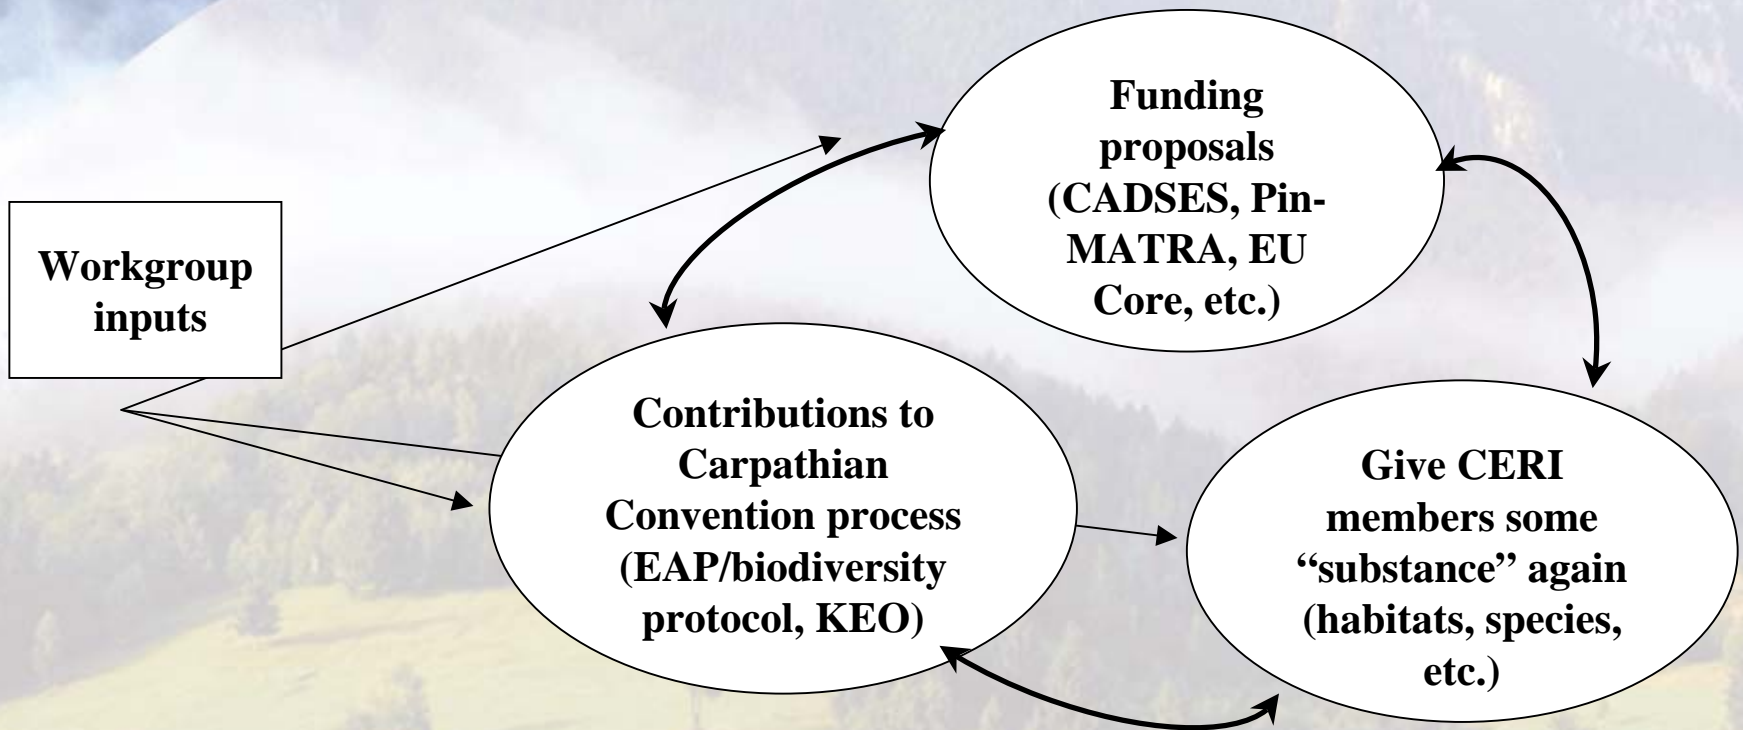 Workgroup
inputs
Funding
proposals
(CADSES, Pin-
MATRA, EU
Core, etc.)
Contributions to
Carpathian
Convention process
(EAP/biodiversity
protocol, KEO)
Give CERI
members some
“substance” again
(habitats, species,
etc.)